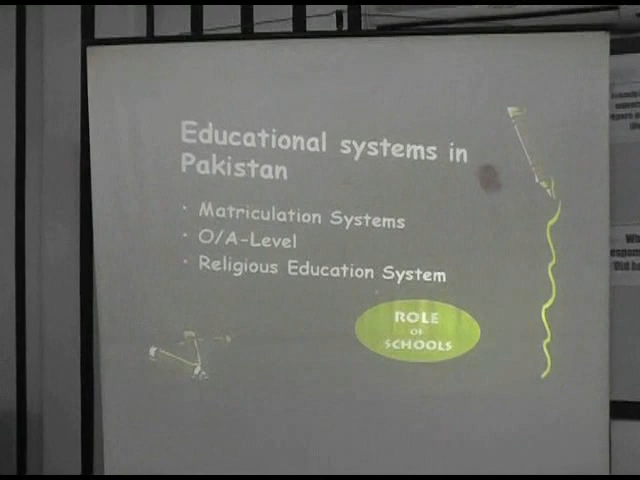 Educational systems in
Pakistan
• Matriculation Systems
• O/A-Level
• Religious Education System
ROLE
OF
SCHOOLS